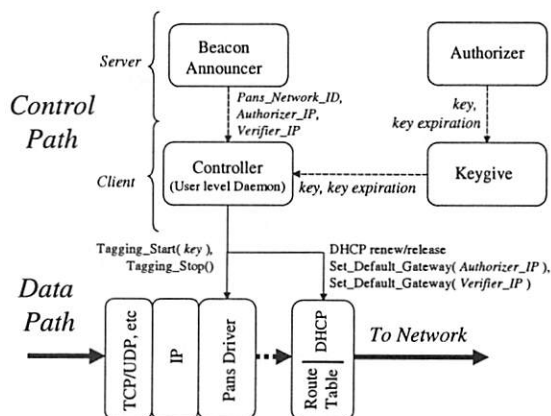 Server
Beacon
Announcer
Authorizer
Control
Path
Pans_Network_ID,
Authorizer_IP,
Verifier_IP
key,
key expiration
Client
Controller
(User level Daemon)
key, key expiration
Keygive
Tagging_Start( key ),
Tagging_Stop()
DHCP renew/release
Set_Default_Gateway( Authorizer_IP ),
Set_Default_Gateway( Verifier_IP )
Data
Path
TCP/UDP, etc
IP
Pans Driver
Route
Table
DHCP
To Network